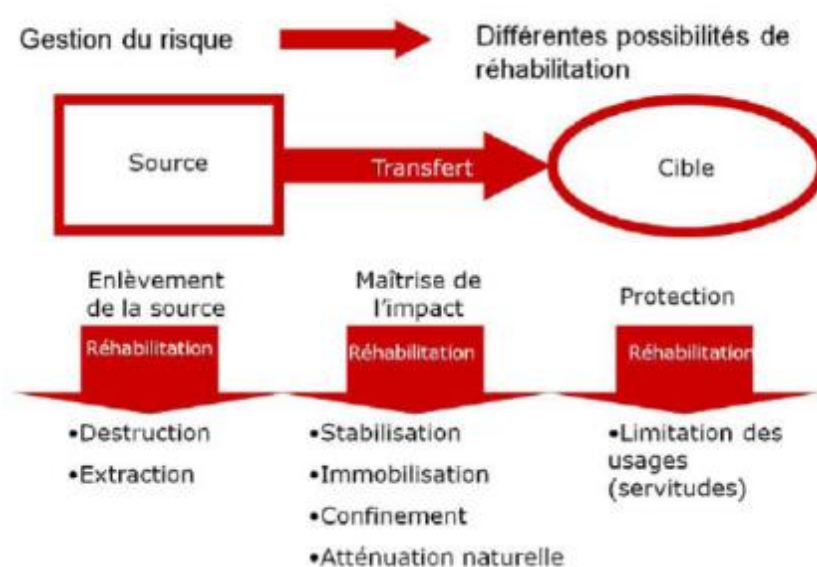 Gestion du risque
Différentes possibilités de
réhabilitation
Source
Transfert
Cible
Enlèvement
de la source
Maîtrise de
l'impact
Protection
Réhabilitation
Réhabilitation
Réhabilitation
•Destruction
•Extraction
•Stabilisation
•Immobilisation
•Confinement
•Atténuation naturelle
•Limitation des
usages
(servitudes)